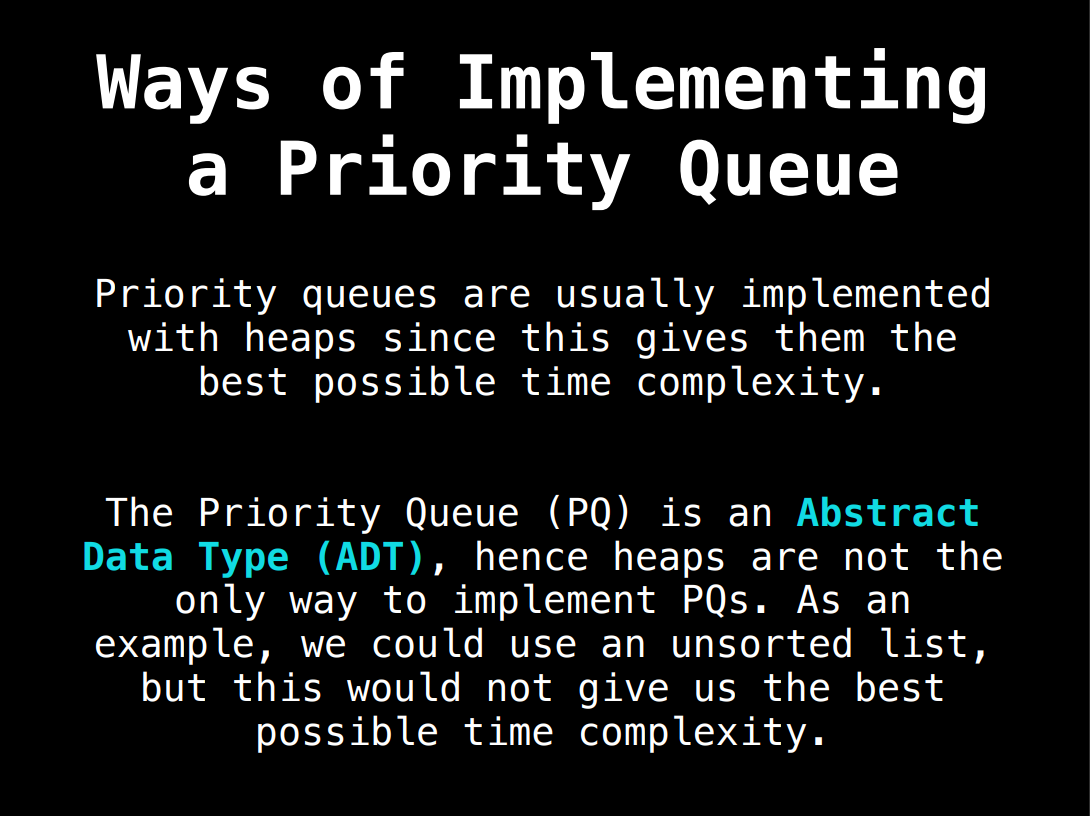 Ways of Implementing
a Priority Queue
Priority queues are usually implemented
with heaps since this gives them the
best possible time complexity.
The Priority Queue (PQ) is an Abstract
Data Type (ADT), hence heaps are not the
only way to implement PQs. As an
example, we could use an unsorted list,
but this would not give us the best
possible time complexity.